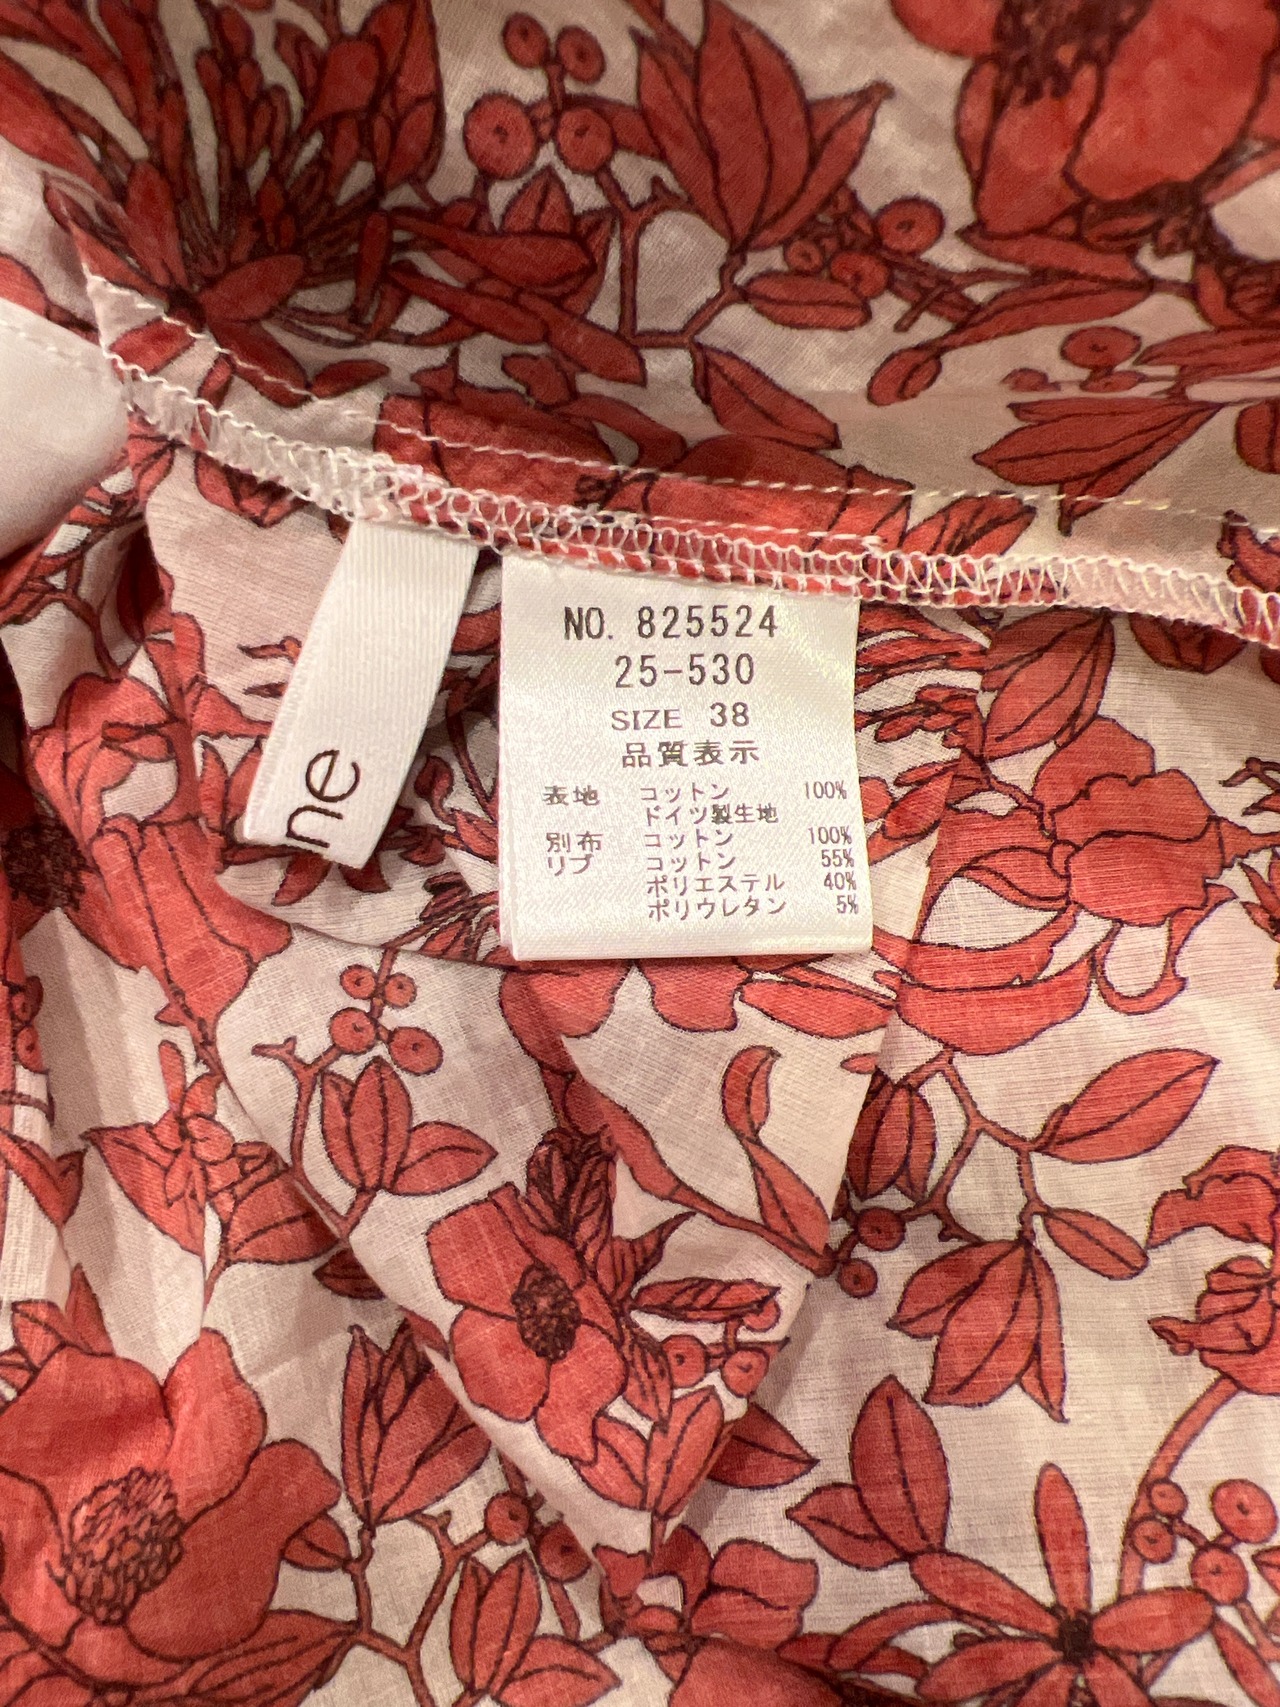 NO. 825524
25-530
SIZE 38
品質表示
表地 コットン 100%
ドイツ製生地
別布 コットン 100%
リブ コットン 55%
ポリエステル 40%
ポリウレタン 5%
ne